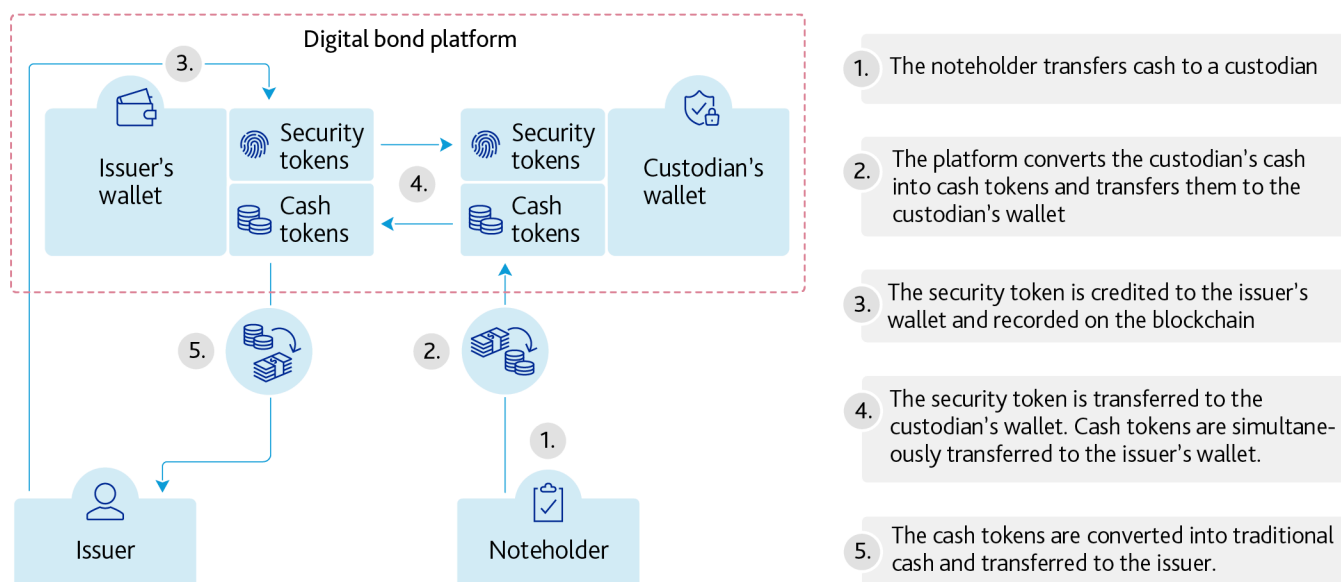 Digital bond platform
3.
Issuer's
wallet
Security
tokens
Cash
tokens
4.
Security
tokens
Cash
tokens
Custodian's
wallet
5.
2.
1.
Issuer
Noteholder
1. The noteholder transfers cash to a custodian
2. The platform converts the custodian's cash
into cash tokens and transfers them to the
custodian's wallet
3. The security token is credited to the issuer's
wallet and recorded on the blockchain
4. The security token is transferred to the
custodian's wallet. Cash tokens are simultane-
ously transferred to the issuer's wallet.
5. The cash tokens are converted into traditional
cash and transferred to the issuer.